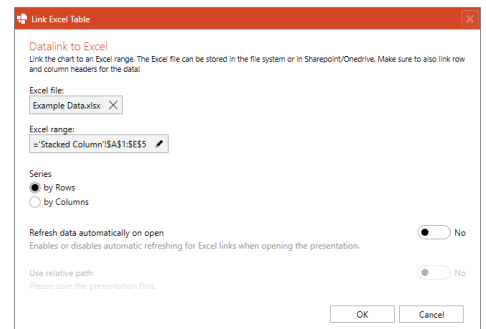 Link Excel Table
Datalink to Excel
Link the chart to an Excel range. The Excel file can be stored in the file system or in Sharepoint/Onedrive. Make sure to also link row
and column headers for the data!
Excel file:
Example Data.xlsx
Excel range:
='Stacked Column'!$A$1:$E$5
Series
by Rows
by Columns
Refresh data automatically on open
No
Enables or disables automatic refreshing for Excel links when opening the presentation.
Use relative path
No
Please save the presentation first.
OK
Cancel